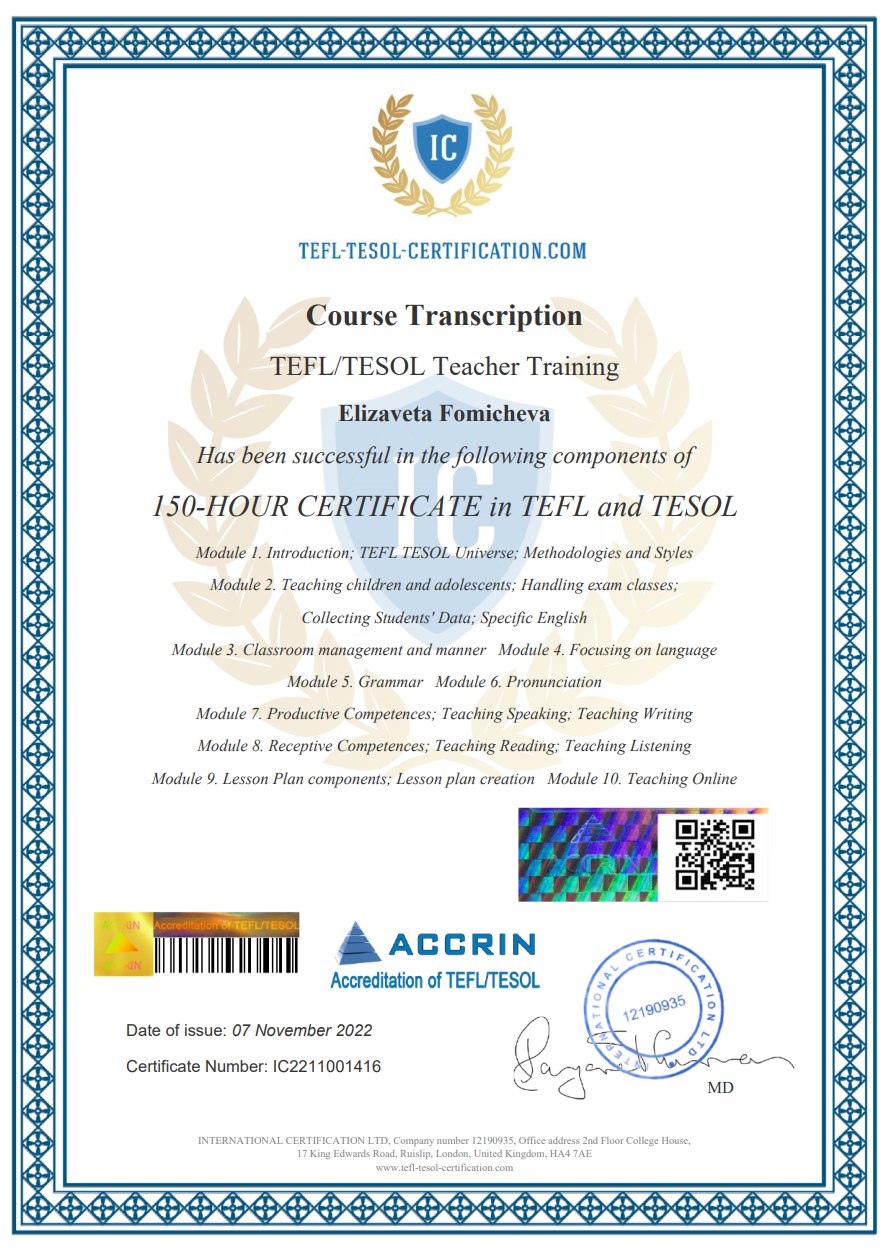 IC
TEFL-TESOL-CERTIFICATION.COM
Course Transcription
TEFL/TESOL Teacher Training
Elizaveta Fomicheva
Has been successful in the following components of
IC
150-HOUR CERTIFICATE in TEFL and TESOL
Module 1. Introduction; TEFL TESOL Universe; Methodologies and Styles
Module 2. Teaching children and adolescents; Handling exam classes;
Collecting Students' Data; Specific English
Module 3. Classroom management and manner Module 4. Focusing on language
Module 5. Grammar Module 6. Pronunciation
Module 7. Productive Competences; Teaching Speaking; Teaching Writing
Module 8. Receptive Competences; Teaching Reading; Teaching Listening
Module 9. Lesson Plan components; Lesson plan creation Module 10. Teaching Online
ACCRIN
Accreditation of TEFL/TESOL
ACCRIN
Accreditation of TEFL/TESOL
INTERNATIONAL CERTIFICATION LTD
12190935
Date of issue: 07 November 2022
Certificate Number: IC2211001416
MD
INTERNATIONAL CERTIFICATION LTD, Company number 12190935, Office address 2nd Floor College House,
17 King Edwards Road, Ruislip, London, United Kingdom, HA4 7AE
www.tefl-tesol-certification.com